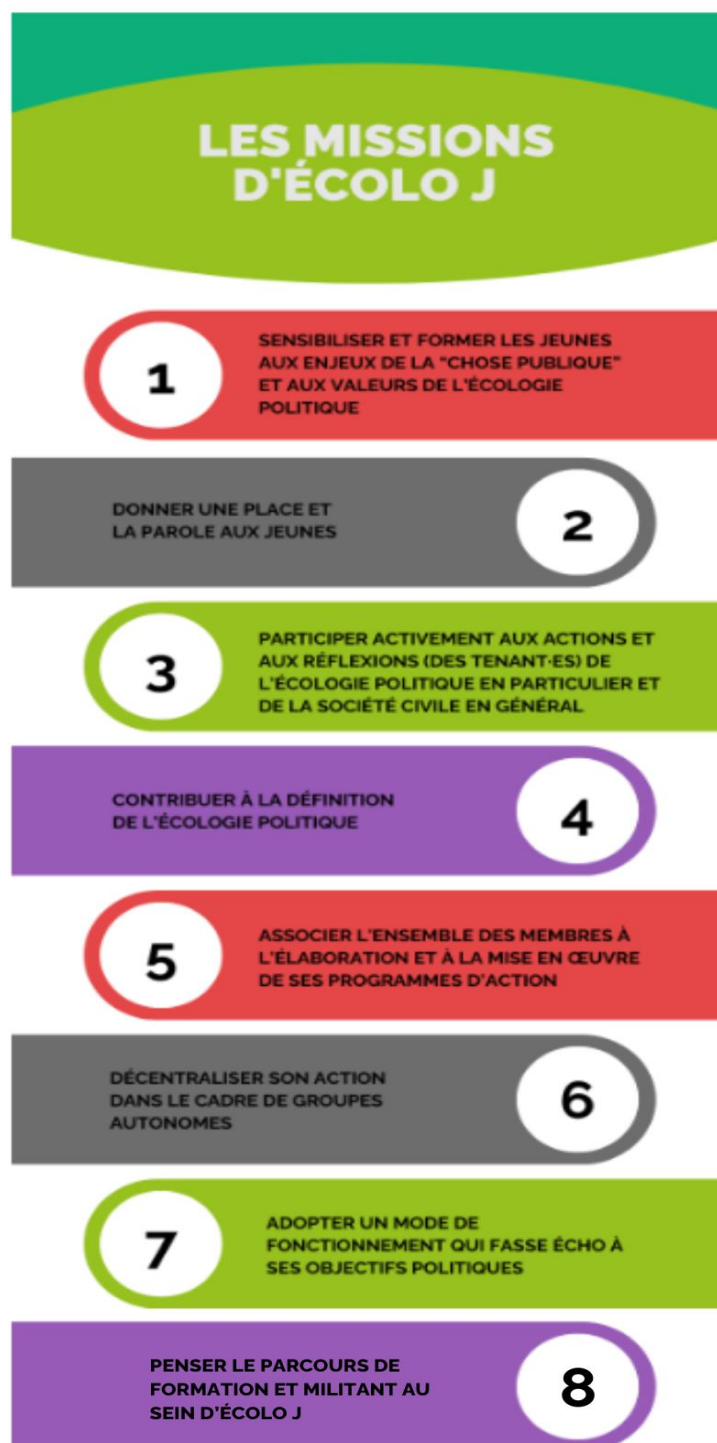 LES MISSIONS
D'ÉCOLO J
1
SENSIBILISER ET FORMER LES JEUNES
AUX ENJEUX DE LA "CHOSE PUBLIQUE"
ET AUX VALEURS DE L'ÉCOLOGIE
POLITIQUE
DONNER UNE PLACE ET
LA PAROLE AUX JEUNES
2
3
PARTICIPER ACTIVEMENT AUX ACTIONS ET
AUX RÉFLEXIONS (DES TENANT·ES) DE
L'ÉCOLOGIE POLITIQUE EN PARTICULIER ET
DE LA SOCIÉTÉ CIVILE EN GÉNÉRAL
CONTRIBUER À LA DÉFINITION
DE L'ÉCOLOGIE POLITIQUE
4
5
ASSOCIER L'ENSEMBLE DES MEMBRES À
L'ÉLABORATION ET À LA MISE EN ŒUVRE
DE SES PROGRAMMES D'ACTION
DÉCENTRALISER SON ACTION
DANS LE CADRE DE GROUPES
AUTONOMES
6
7
ADOPTER UN MODE DE
FONCTIONNEMENT QUI FASSE ÉCHO À
SES OBJECTIFS POLITIQUES
PENSER LE PARCOURS DE
FORMATION ET MILITANT AU
SEIN D'ÉCOLO J
8